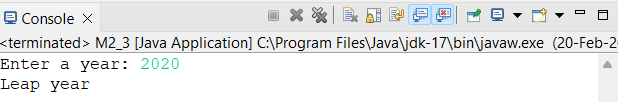 Console
<terminated> M2_3 [Java Application] C:\Program Files\Java\jdk-17\bin\javaw.exe (20-Feb-2
Enter a year: 2020
Leap year